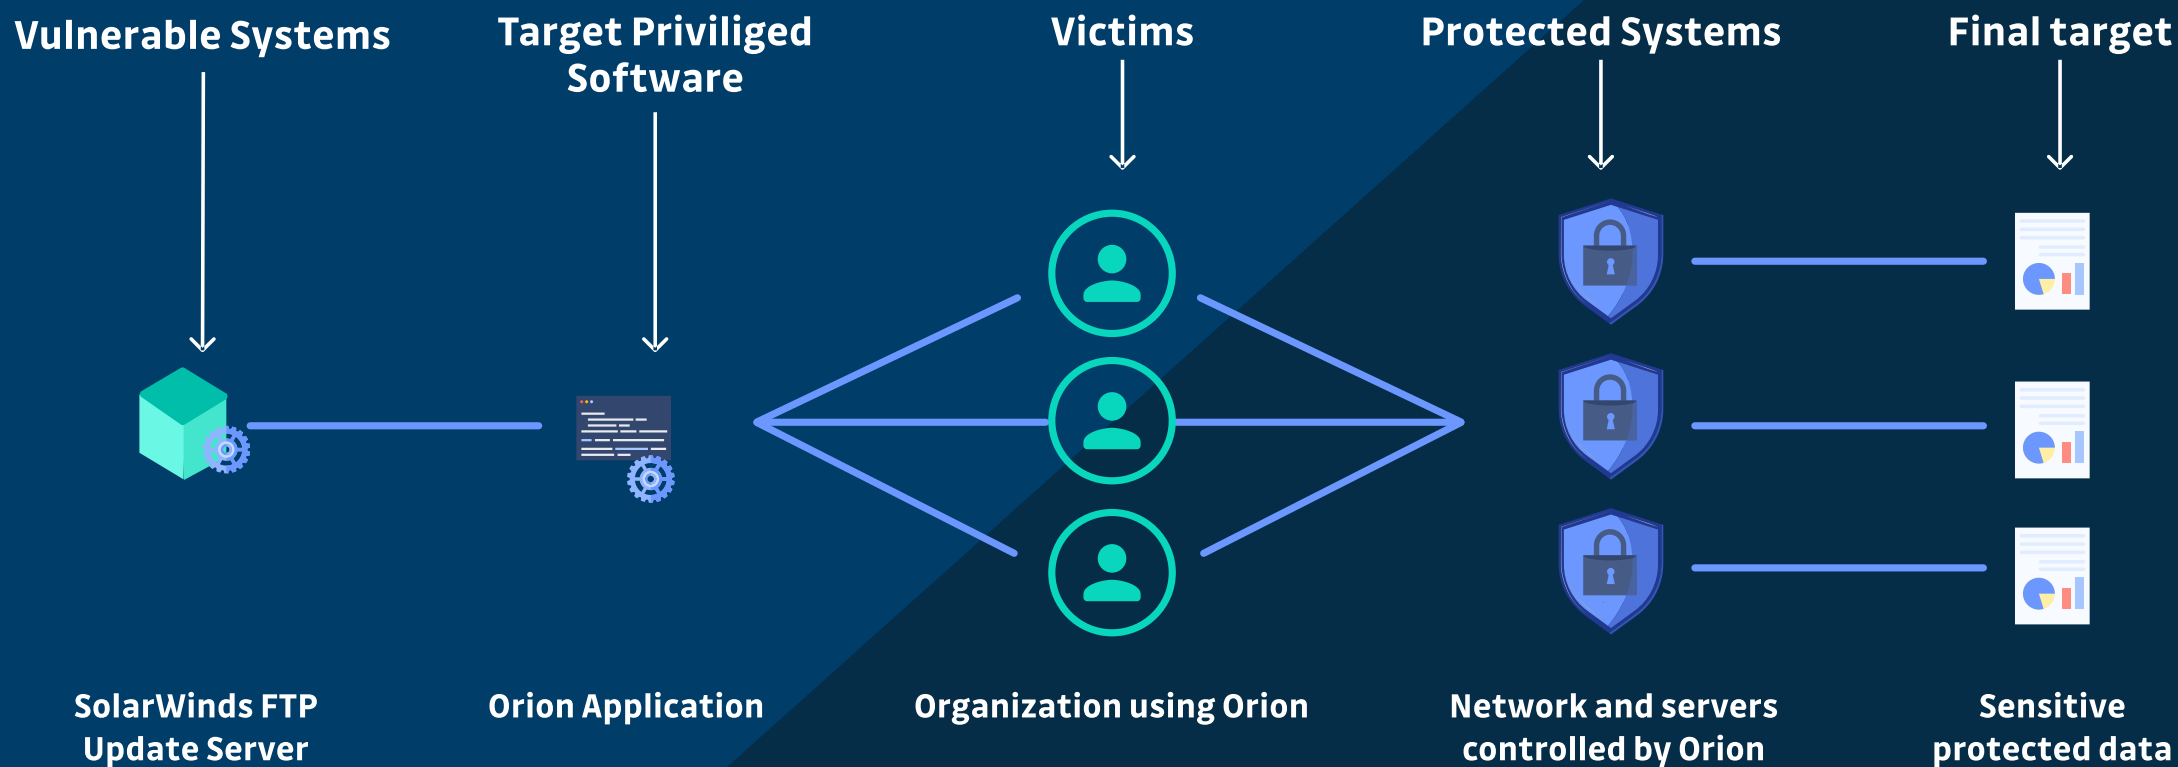 Vulnerable Systems
Target Priviliged
Software
Victims
Protected Systems
Final target
SolarWinds FTP
Update Server
Orion Application
Organization using Orion
Network and servers
controlled by Orion
Sensitive
protected data